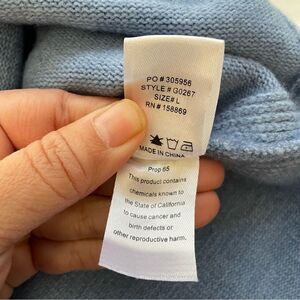 PO #305956
STYLE # G0267
SIZE# L
RN # 158869
MADE IN CHINA
Prop 65
This product contains
chemicals known to
the State of California
to cause cancer and
birth defects or
other reproductive harm.